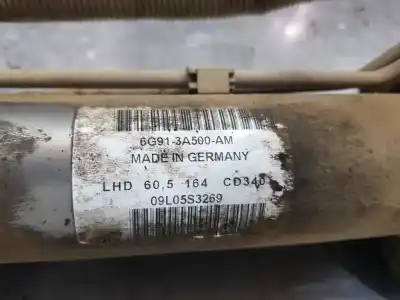 6G91-3A500-AM
MADE IN GERMANY
LHD 60,5 164 CD340
09L05S3269